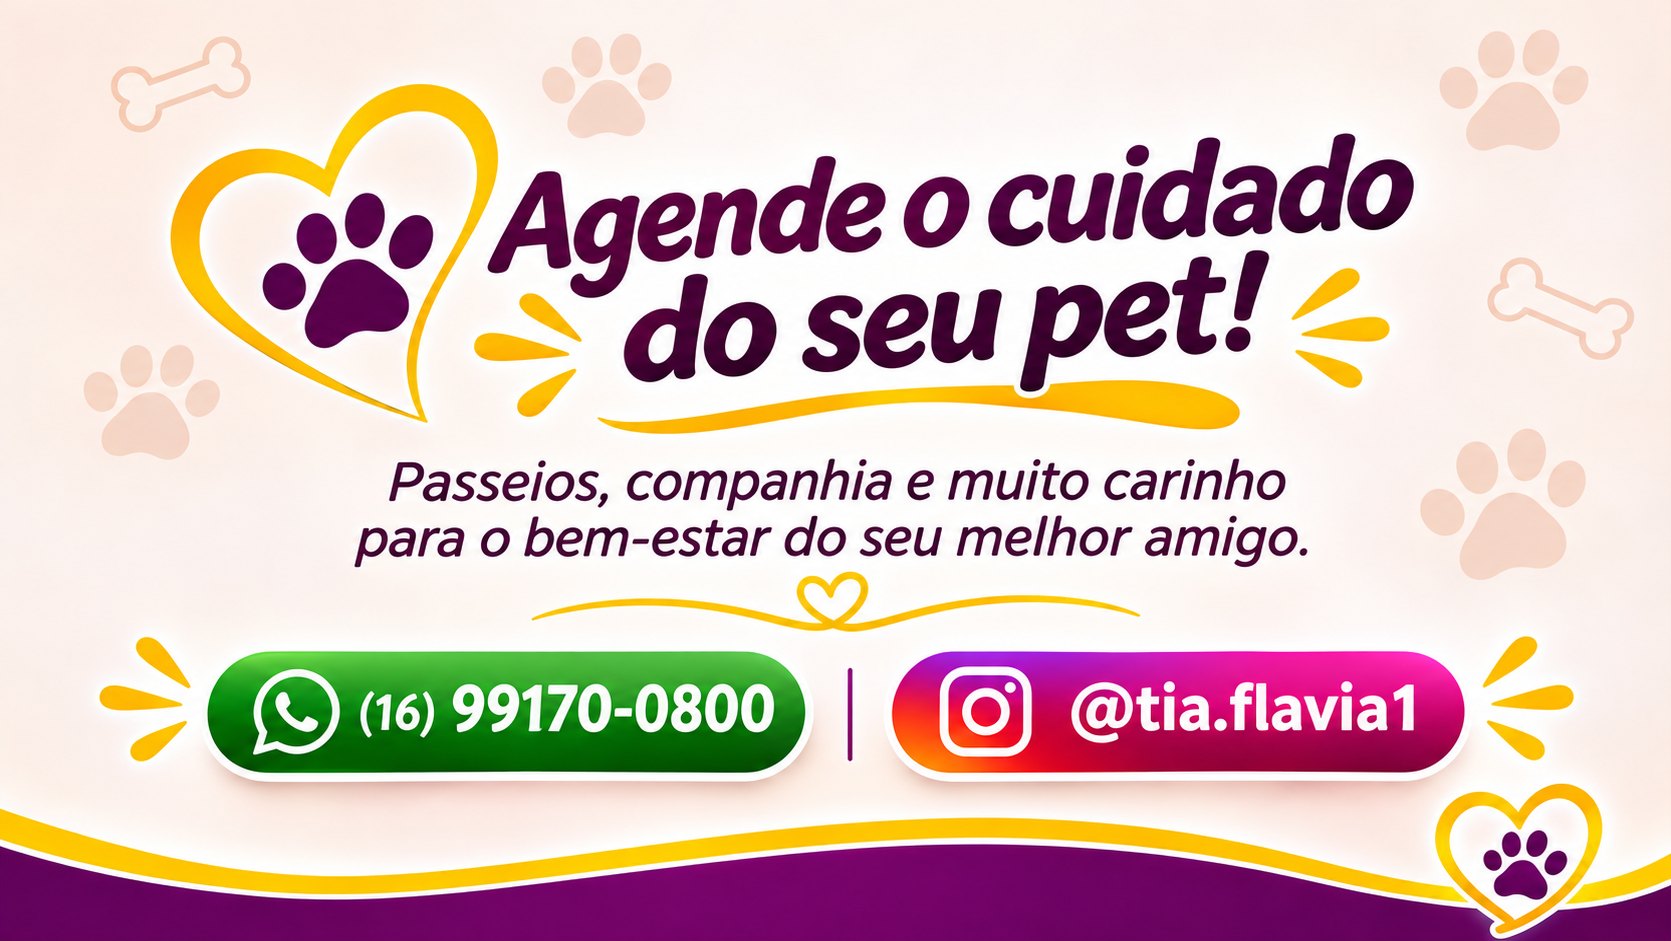 Agende o cuidado
do seu pet!
Passeios, companhia e muito carinho
para o bem-estar do seu melhor amigo.
(16) 99170-0800
@tia.flavia1